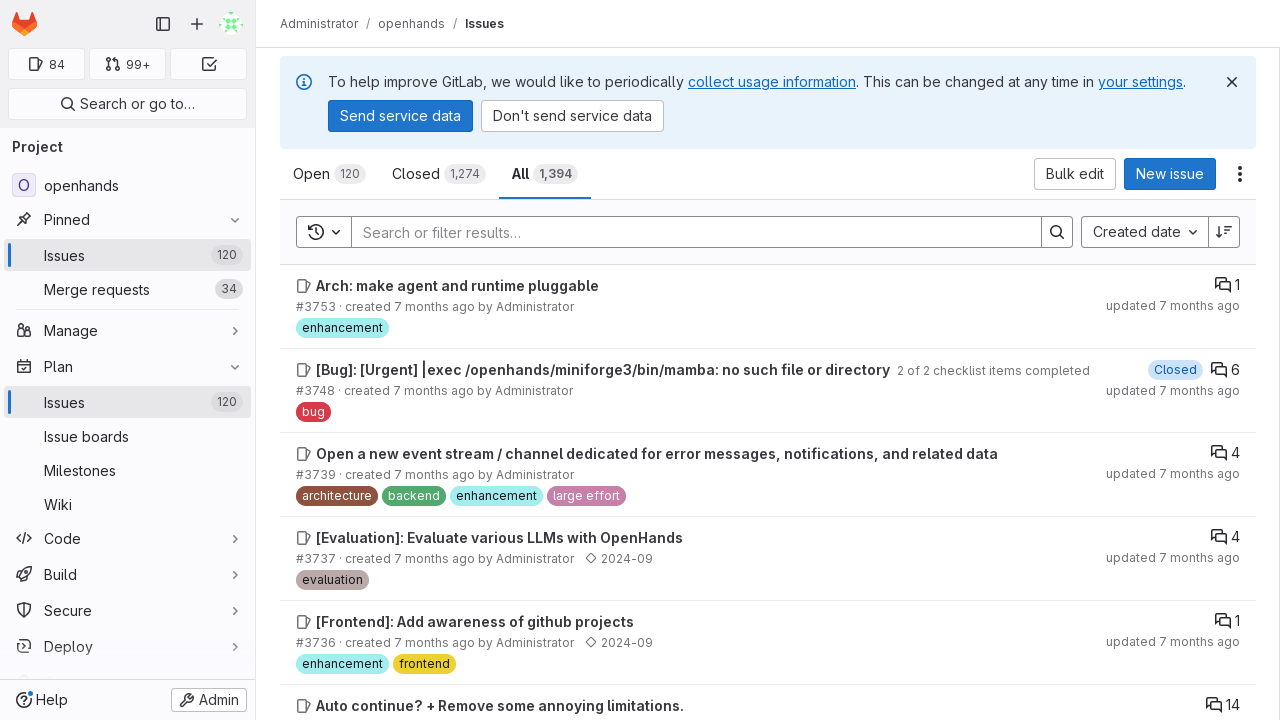 84
99+
Search or go to…
Project
O openhands
Pinned
Issues 120
Merge requests 34
Manage
Plan
Issues 120
Issue boards
Milestones
Wiki
Code
Build
Secure
Deploy
Help
Admin
Administrator / openhands / Issues
To help improve GitLab, we would like to periodically collect usage information. This can be changed at any time in your settings.
Send service data Don't send service data
Open 120 Closed 1,274 All 1,394 Bulk edit New issue
Search or filter results… Created date
Arch: make agent and runtime pluggable 1
#3753 · created 7 months ago by Administrator updated 7 months ago
enhancement
[Bug]: [Urgent] |exec /openhands/miniforge3/bin/mamba: no such file or directory 2 of 2 checklist items completed Closed 6
#3748 · created 7 months ago by Administrator updated 7 months ago
bug
Open a new event stream / channel dedicated for error messages, notifications, and related data 4
#3739 · created 7 months ago by Administrator updated 7 months ago
architecture backend enhancement large effort
[Evaluation]: Evaluate various LLMs with OpenHands 4
#3737 · created 7 months ago by Administrator 2024-09 updated 7 months ago
evaluation
[Frontend]: Add awareness of github projects 1
#3736 · created 7 months ago by Administrator 2024-09 updated 7 months ago
enhancement frontend
Auto continue? + Remove some annoying limitations. 14